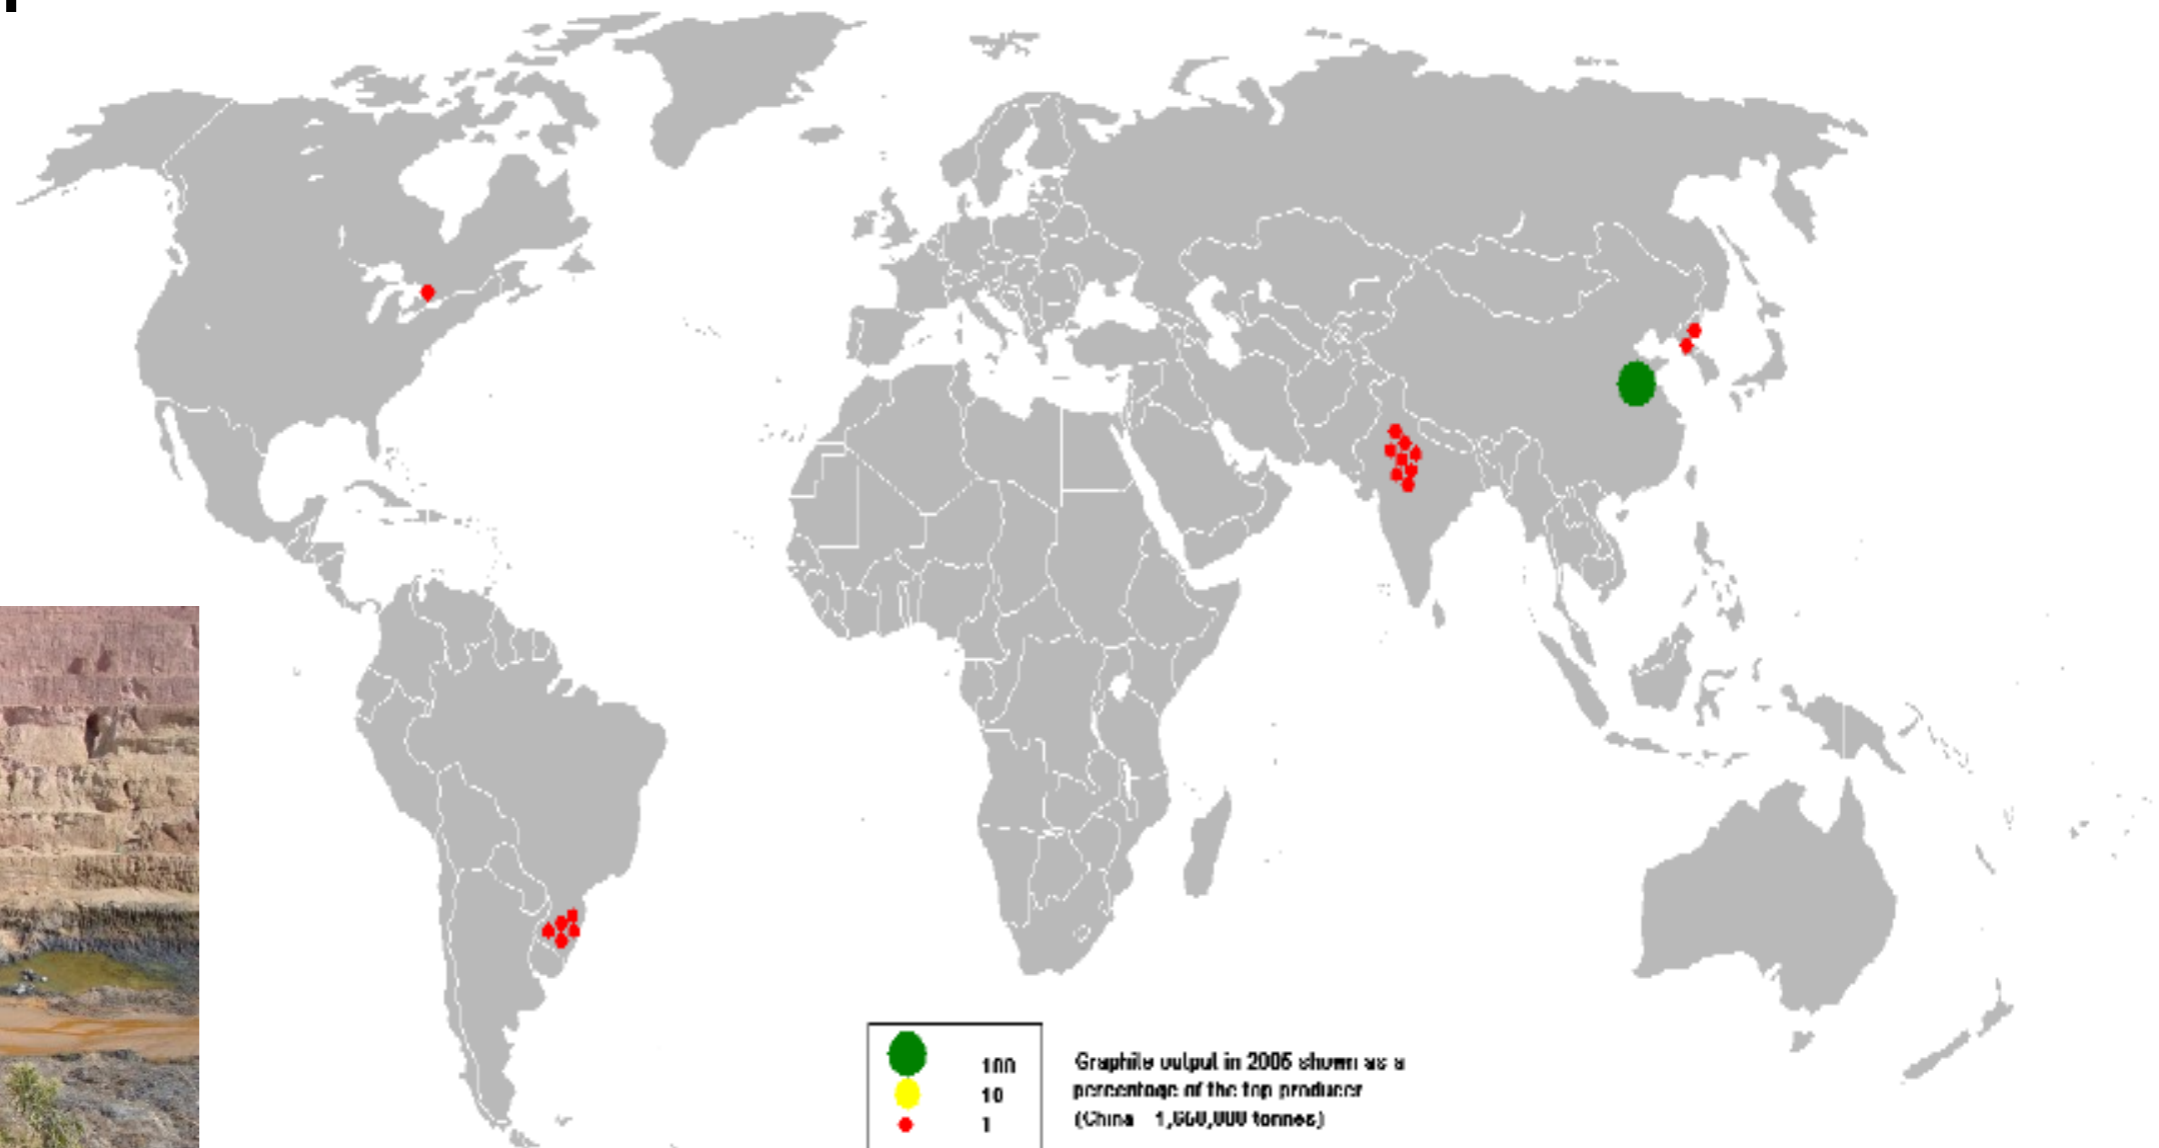 100
10
1
Graphite output in 2005 shown as a
percentage of the top producer
(China tonnes)